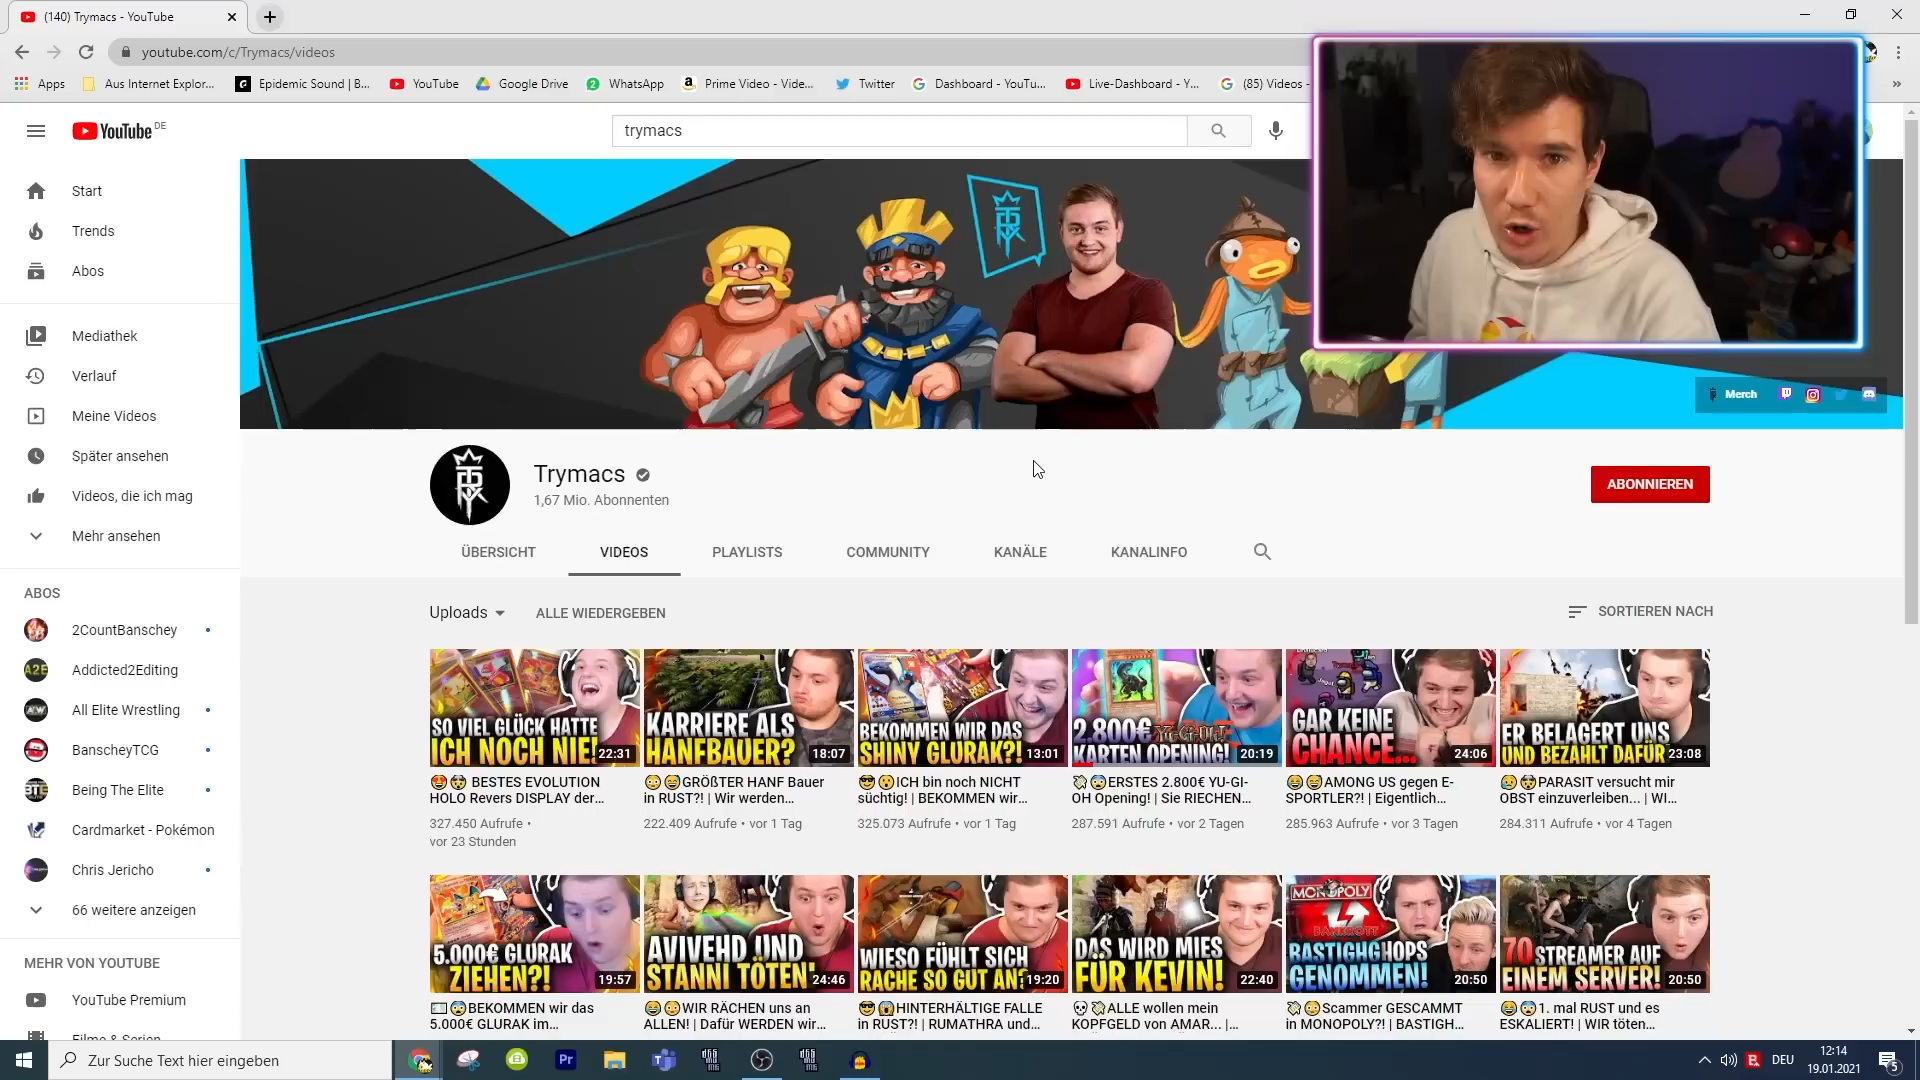 (140) Trymacs - YouTube
youtube.com/c/Trymacs/videos
Apps
Aus Internet Explor...
Epidemic Sound | B...
YouTube
Google Drive
WhatsApp
Prime Video - Vide...
Twitter
Dashboard - YouTu...
Live-Dashboard - Y...
(85) Videos -
YouTube DE
trymacs
Start
Trends
Abos
Mediathek
Verlauf
Meine Videos
Später ansehen
Videos, die ich mag
Mehr ansehen
ABOS
2CountBanschey
Addicted2Editing
All Elite Wrestling
BanscheyTCG
Being The Elite
Cardmarket - Pokémon
Chris Jericho
66 weitere anzeigen
MEHR VON YOUTUBE
YouTube Premium
Filme & Serien
Merch
Trymacs
1,67 Mio. Abonnenten
ABONNIEREN
ÜBERSICHT
VIDEOS
PLAYLISTS
COMMUNITY
KANÄLE
KANALINFO
Uploads
ALLE WIEDERGEBEN
SORTIEREN NACH
SO VIEL GLÜCK HATTE
ICH NOCH NIE!
22:31
😍🤯 BESTES EVOLUTION
HOLO Revers DISPLAY der...
327.450 Aufrufe •
vor 23 Stunden
KARRIERE ALS
HANFBAUER?
18:07
😳😅GRÖẞTER HANF Bauer
in RUST?! | Wir werden...
222.409 Aufrufe • vor 1 Tag
BEKOMMEN WIR DAS
SHINY GLURAK?!
13:01
😎😮ICH bin noch NICHT
süchtig! | BEKOMMEN wir...
325.073 Aufrufe • vor 1 Tag
2.800€ YU-GI-OH!
KARTEN OPENING!
20:19
💸😨ERSTES 2.800€ YU-GI-
OH Opening! | Sie RIECHEN...
287.591 Aufrufe • vor 2 Tagen
GAR KEINE
CHANCE...
24:06
😂😅AMONG US gegen E-
SPORTLER?! | Eigentlich...
285.963 Aufrufe • vor 3 Tagen
ER BELAGERT UNS
UND BEZAHLT DAFÜR
23:08
😥🤯PARASIT versucht mir
OBST einzuverleiben... | WI...
284.311 Aufrufe • vor 4 Tagen
5.000€ GLURAK
ZIEHEN?!
19:57
💵😨BEKOMMEN wir das
5.000€ GLURAK im...
AVIVEHD UND
STANNI TÖTEN
24:46
😂😳WIR RÄCHEN uns an
ALLEN! | Dafür WERDEN wir...
WIESO FÜHLT SICH
RACHE SO GUT AN?
19:20
😎😱HINTERHÄLTIGE FALLE
in RUST?! | RUMATHRA und...
DAS WIRD MIES
FÜR KEVIN!
22:40
💀💸ALLE wollen mein
KOPFGELD von AMAR... |...
MONOPOLY
BANKROTT
BASTIGHGHOPS
GENOMMEN!
20:50
💸😳Scammer GESCAMMT
in MONOPOLY?! | BASTIGH...
70 STREAMER AUF
EINEM SERVER!
20:50
😂😨1. mal RUST und es
ESKALIERT! | WIR töten...
Zur Suche Text hier eingeben
Pr
DEU
12:14
19.01.2021
5